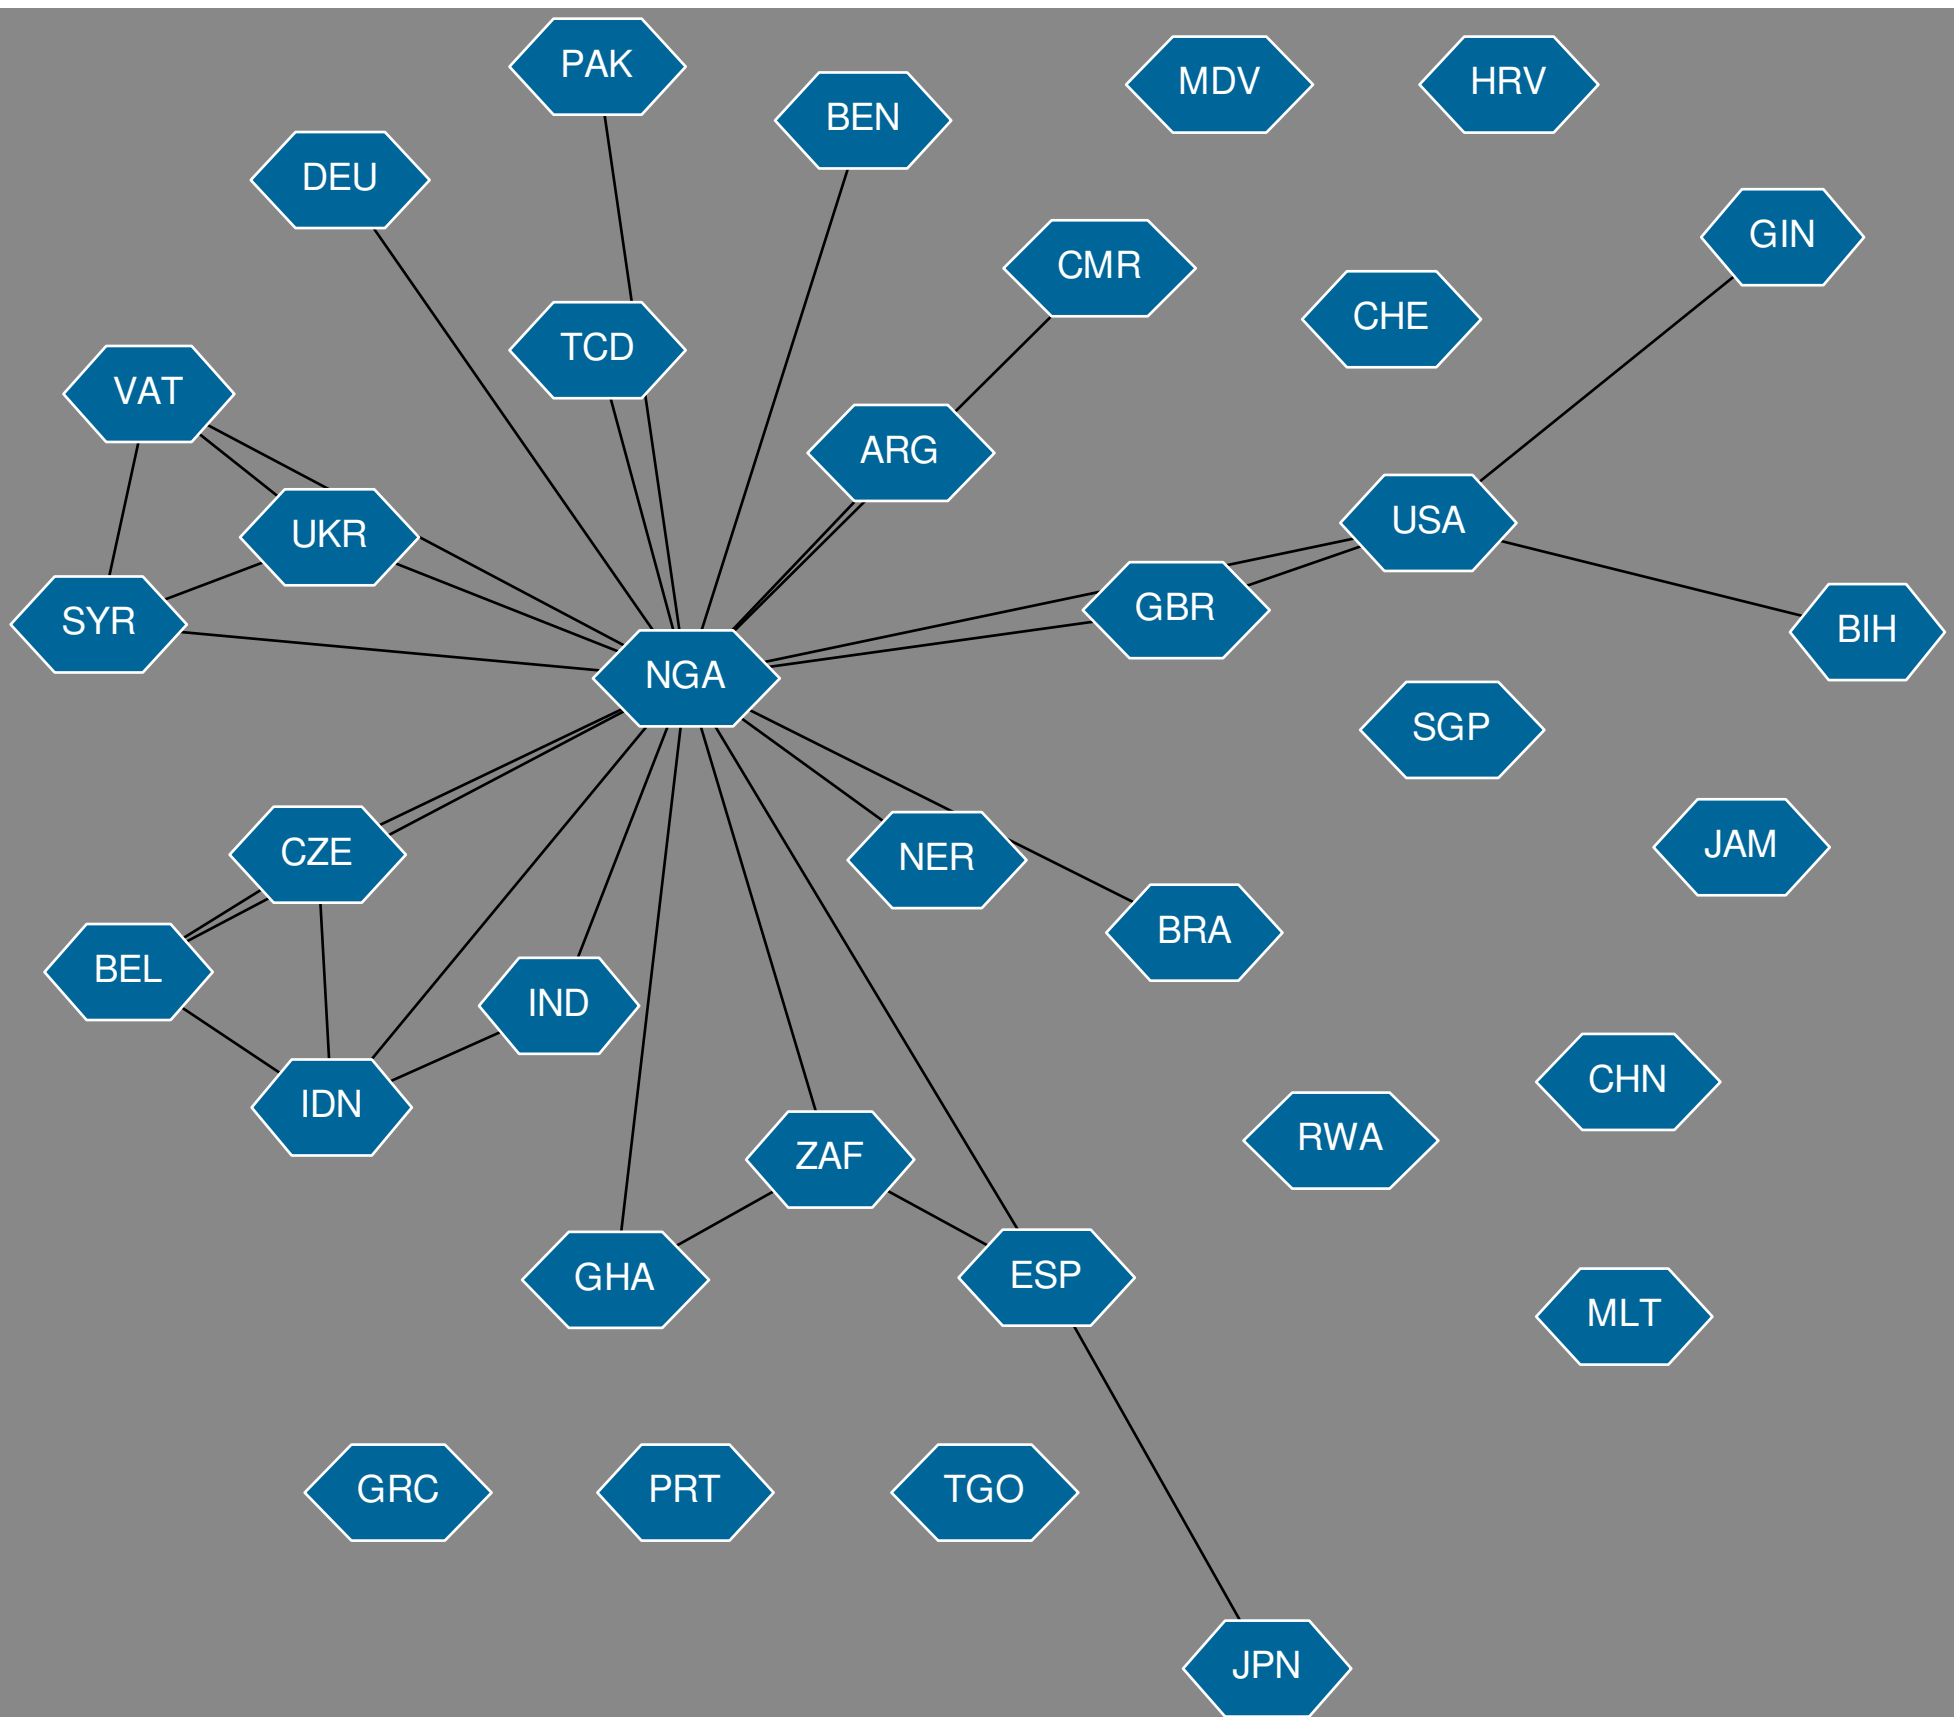 PAK
MDV
HRV
BEN
DEU
GIN
CMR
CHE
TCD
VAT
ARG
USA
UKR
GBR
SYR
BIH
NGA
SGP
JAM
CZE
NER
BRA
BEL
IND
CHN
IDN
RWA
ZAF
ESP
GHA
MLT
GRC
PRT
TGO
JPN